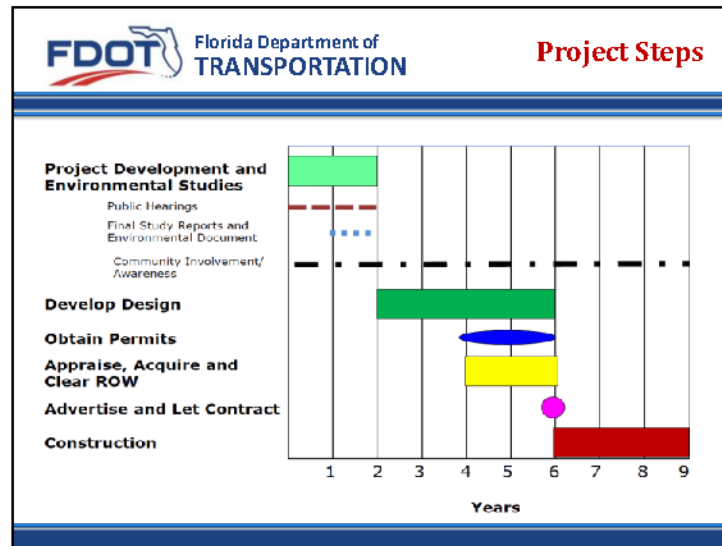 FDOT
Florida Department of
TRANSPORTATION
Project Steps
Project Development and
Environmental Studies
Public Hearings
Final Study Reports and
Environmental Document
Community Involvement/
Awareness
Develop Design
Obtain Permits
Appraise, Acquire and
Clear ROW
Advertise and Let Contract
Construction
1 2 3 4 5 6 7 8 9
Years